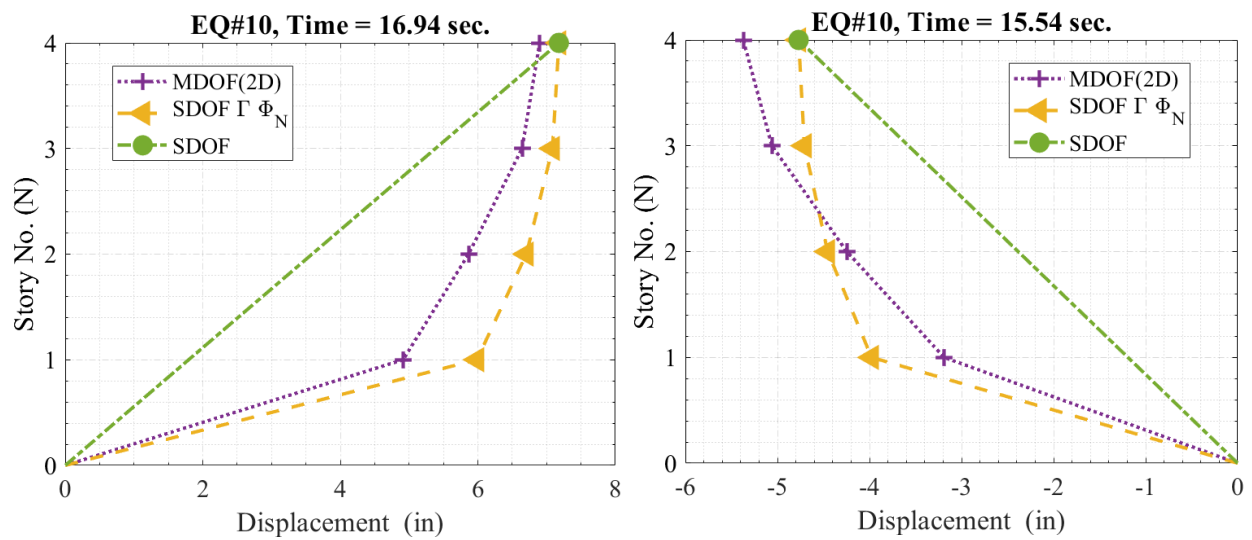 EQ#10, Time = 16.94 sec.
4
3
2
1
0
Story No. (N)
MDOF(2D)
SDOF Γ Φ_N
SDOF
0 2 4 6 8
Displacement (in)
EQ#10, Time = 15.54 sec.
4
3
2
1
0
Story No. (N)
MDOF(2D)
SDOF Γ Φ_N
SDOF
-6 -5 -4 -3 -2 -1 0
Displacement (in)